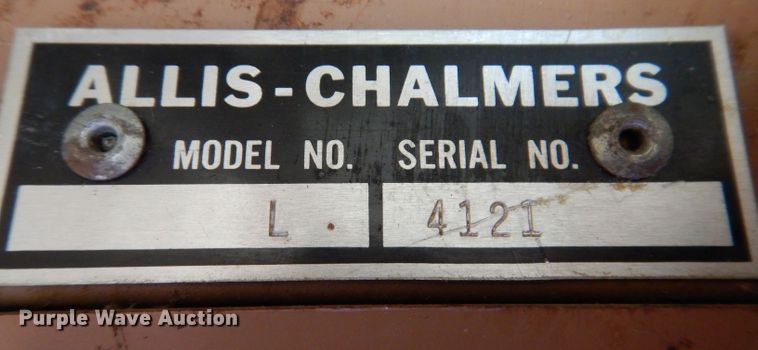 ALLIS-CHALMERS
MODEL NO. SERIAL NO.
L . 4121
Purple Wave Auction